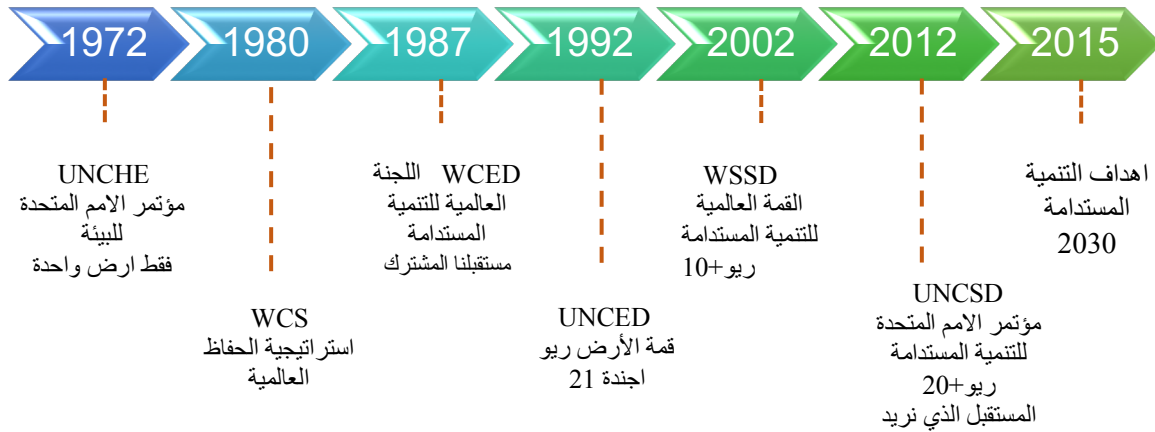 1972
1980
1987
1992
2002
2012
2015
UNCHE
مؤتمر الامم المتحدة
للبيئة
فقط ارض واحدة
WCS
استراتيجية الحفاظ
العالمية
WCED اللجنة
العالمية للتنمية
المستدامة
مستقبلنا المشترك
UNCED
قمة الأرض ريو
اجندة 21
WSSD
القمة العالمية
للتنمية المستدامة
ريو+10
UNCSD
مؤتمر الامم المتحدة
للتنمية المستدامة
ريو+20
المستقبل الذي نريد
اهداف التنمية
المستدامة
2030